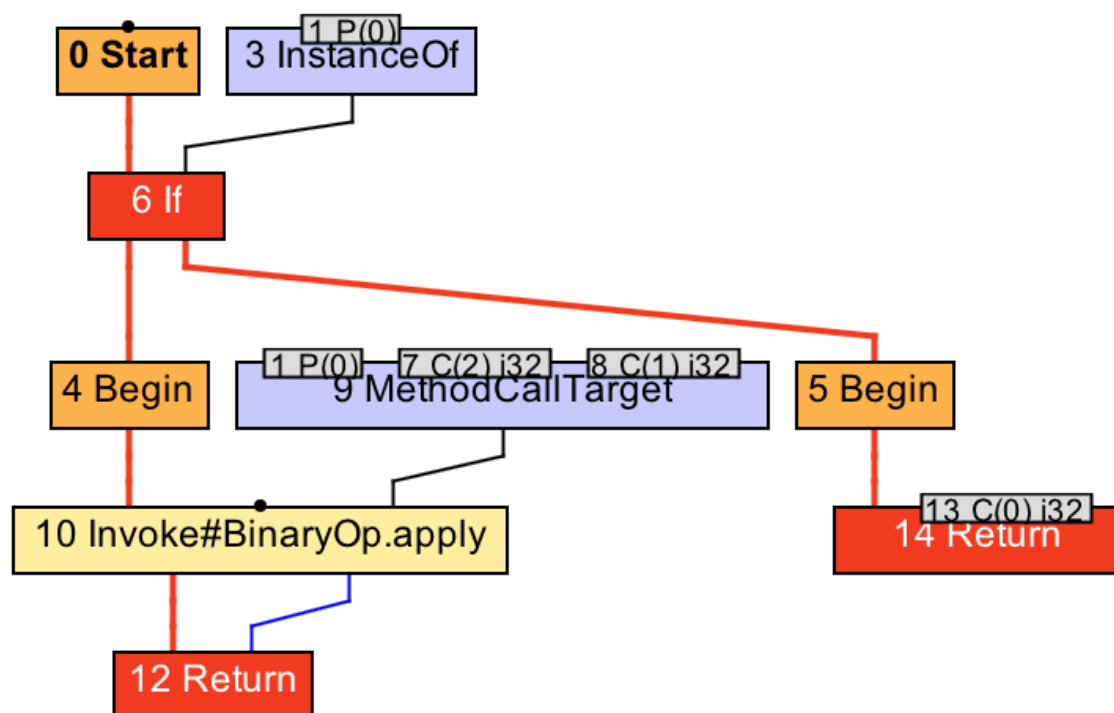 0 Start
1 P(0)
3 InstanceOf
6 If
4 Begin
1 P(0)
7 C(2) i32
8 C(1) i32
9 MethodCallTarget
5 Begin
10 Invoke#BinaryOp.apply
13 C(0) i32
14 Return
12 Return